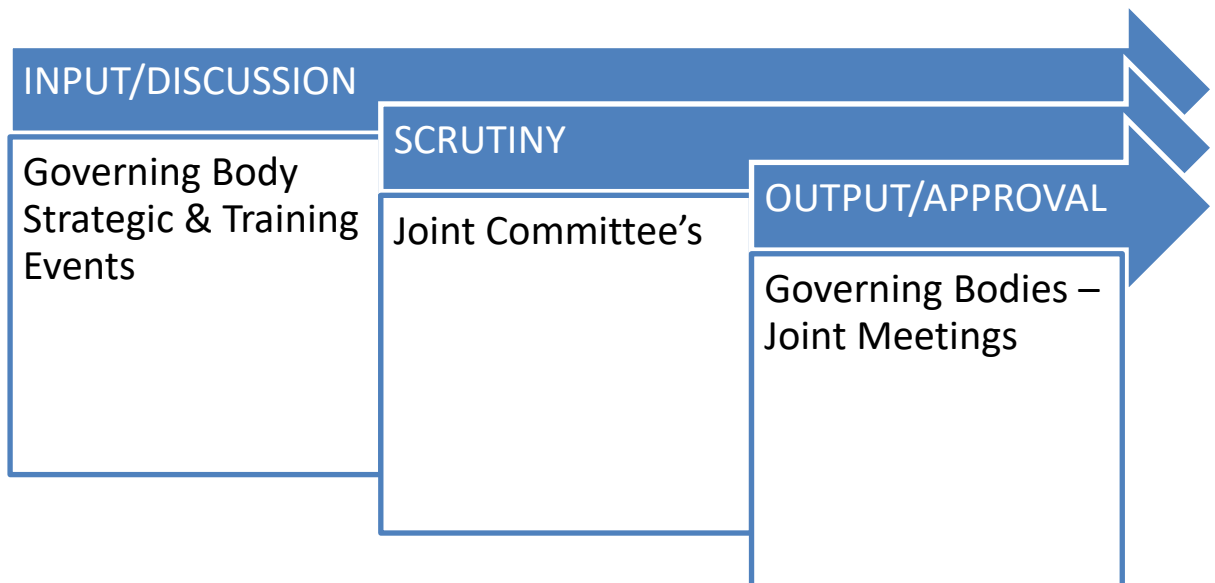 INPUT/DISCUSSION
Governing Body
Strategic & Training
Events
SCRUTINY
Joint Committee’s
OUTPUT/APPROVAL
Governing Bodies –
Joint Meetings